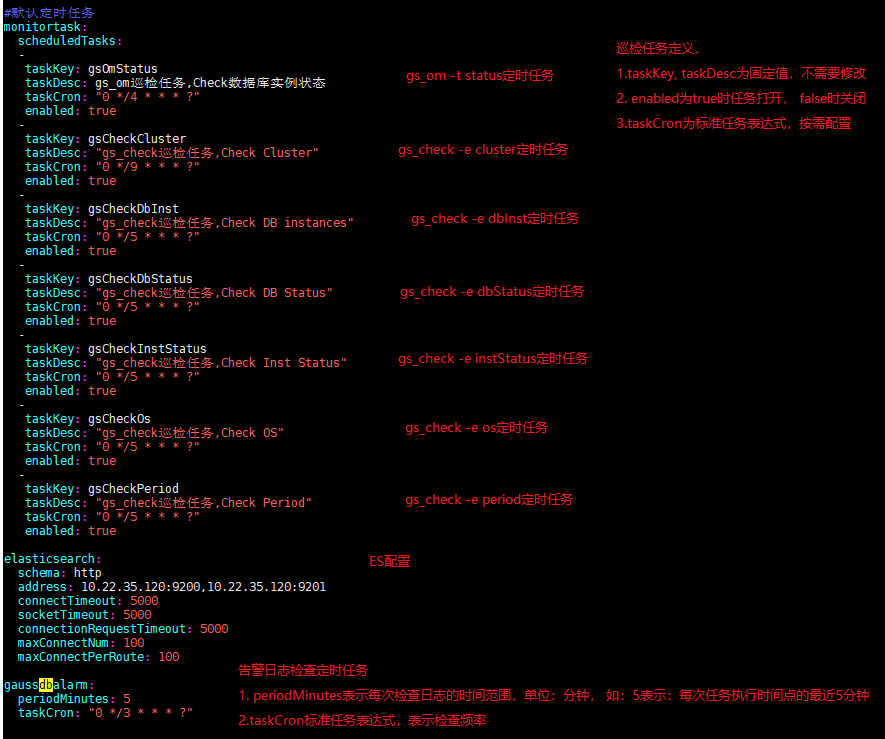 #默认定时任务
monitortask:
scheduledTasks:
-
taskKey: gsOmStatus
taskDesc: gs_om巡检任务,Check数据库实例状态
taskCron: "0 */4 * * * ?"
enabled: true
gs_om -t status定时任务
巡检任务定义,
1.taskKey, taskDesc为固定值，不需要修改
2. enabled为true时任务打开， false时关闭
3.taskCron为标准任务表达式，按需配置
-
taskKey: gsCheckCluster
taskDesc: "gs_check巡检任务,Check Cluster"
taskCron: "0 */9 * * * ?"
enabled: true
gs_check -e cluster定时任务
-
taskKey: gsCheckDbInst
taskDesc: "gs_check巡检任务,Check DB instances"
taskCron: "0 */5 * * * ?"
enabled: true
gs_check -e dbInst定时任务
-
taskKey: gsCheckDbStatus
taskDesc: "gs_check巡检任务,Check DB Status"
taskCron: "0 */5 * * * ?"
enabled: true
gs_check -e dbStatus定时任务
-
taskKey: gsCheckInstStatus
taskDesc: "gs_check巡检任务,Check Inst Status"
taskCron: "0 */5 * * * ?"
enabled: true
gs_check -e instStatus定时任务
-
taskKey: gsCheckOs
taskDesc: "gs_check巡检任务,Check OS"
taskCron: "0 */5 * * * ?"
enabled: true
gs_check -e os定时任务
-
taskKey: gsCheckPeriod
taskDesc: "gs_check巡检任务,Check Period"
taskCron: "0 */5 * * * ?"
enabled: true
gs_check -e period定时任务
elasticsearch:
schema: http
address: 10.22.35.120:9200,10.22.35.120:9201
connectTimeout: 5000
socketTimeout: 5000
connectionRequestTimeout: 5000
maxConnectNum: 100
maxConnectPerRoute: 100
ES配置
gaussdbalarm:
periodMinutes: 5
taskCron: "0 */3 * * * ?"
告警日志检查定时任务
1. periodMinutes表示每次检查日志的时间范围，单位：分钟， 如：5表示：每次任务执行时间点的最近5分钟
2.taskCron标准任务表达式，表示检查频率